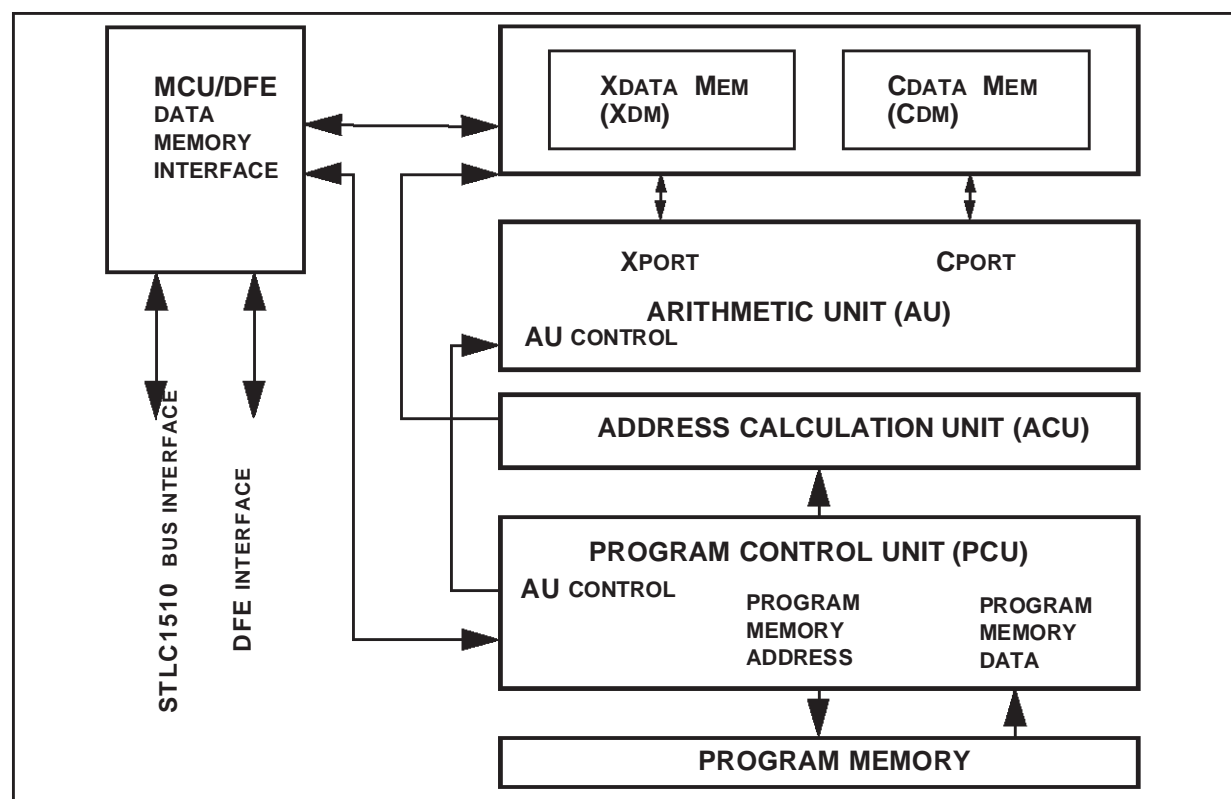 MCU/DFE
DATA
MEMORY
INTERFACE
XDATA MEM
(XDM)
CDATA MEM
(CDM)
XPORT
CPORT
ARITHMETIC UNIT (AU)
AU CONTROL
ADDRESS CALCULATION UNIT (ACU)
PROGRAM CONTROL UNIT (PCU)
AU CONTROL
PROGRAM
MEMORY
ADDRESS
PROGRAM
MEMORY
DATA
PROGRAM MEMORY
STLC1510 BUS INTERFACE
DFE INTERFACE